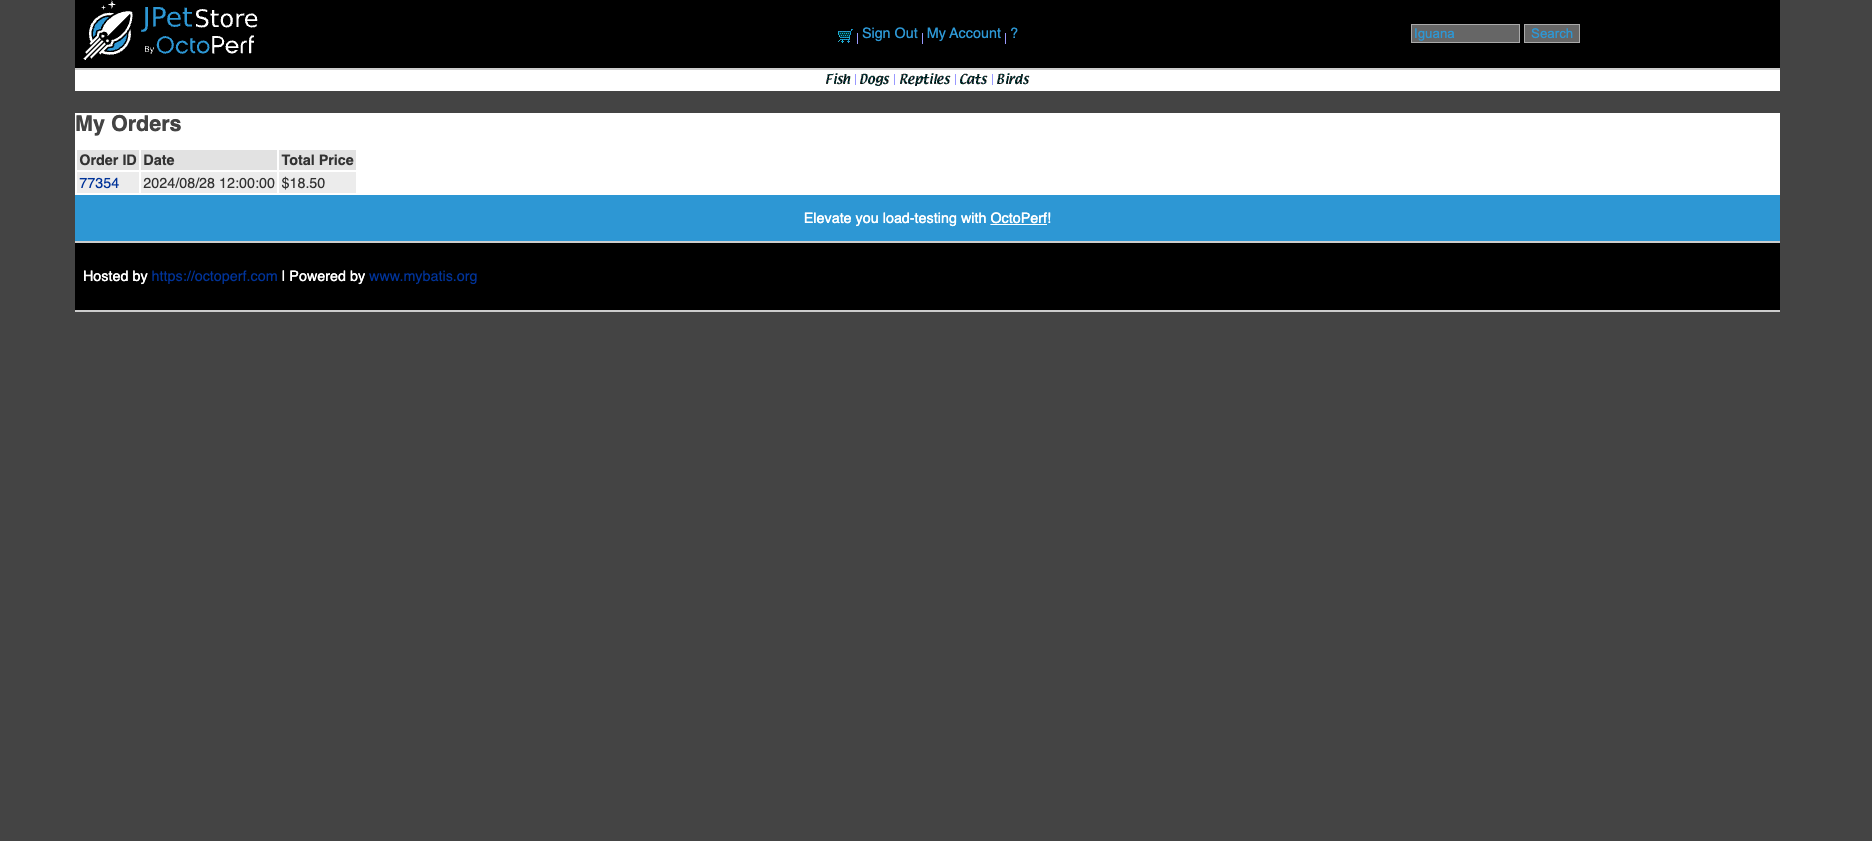 JPetStore
By OctoPerf
Sign Out | My Account | ?
Iguana Search
Fish | Dogs | Reptiles | Cats | Birds
My Orders
Order ID Date Total Price
77354 2024/08/28 12:00:00 $18.50
Elevate you load-testing with OctoPerf!
Hosted by https://octoperf.com | Powered by www.mybatis.org